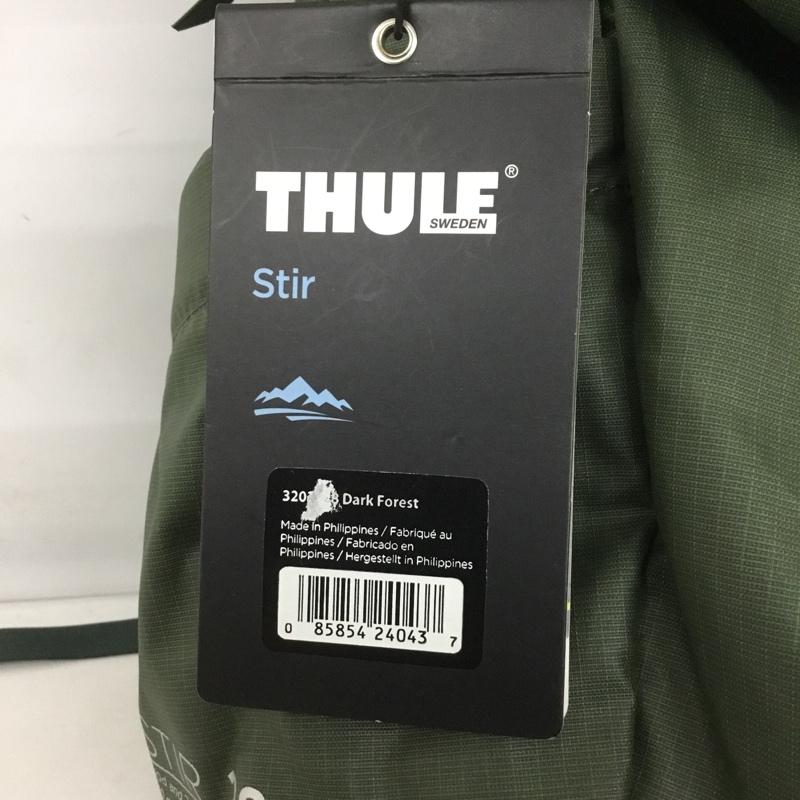 THULE®
SWEDEN
Stir
Dark Forest
Made in Philippines / Fabriqué au
Philippines / Fabricado en
Philippines / Hergestellt in Philippines
0 85854 24043 7
STIR